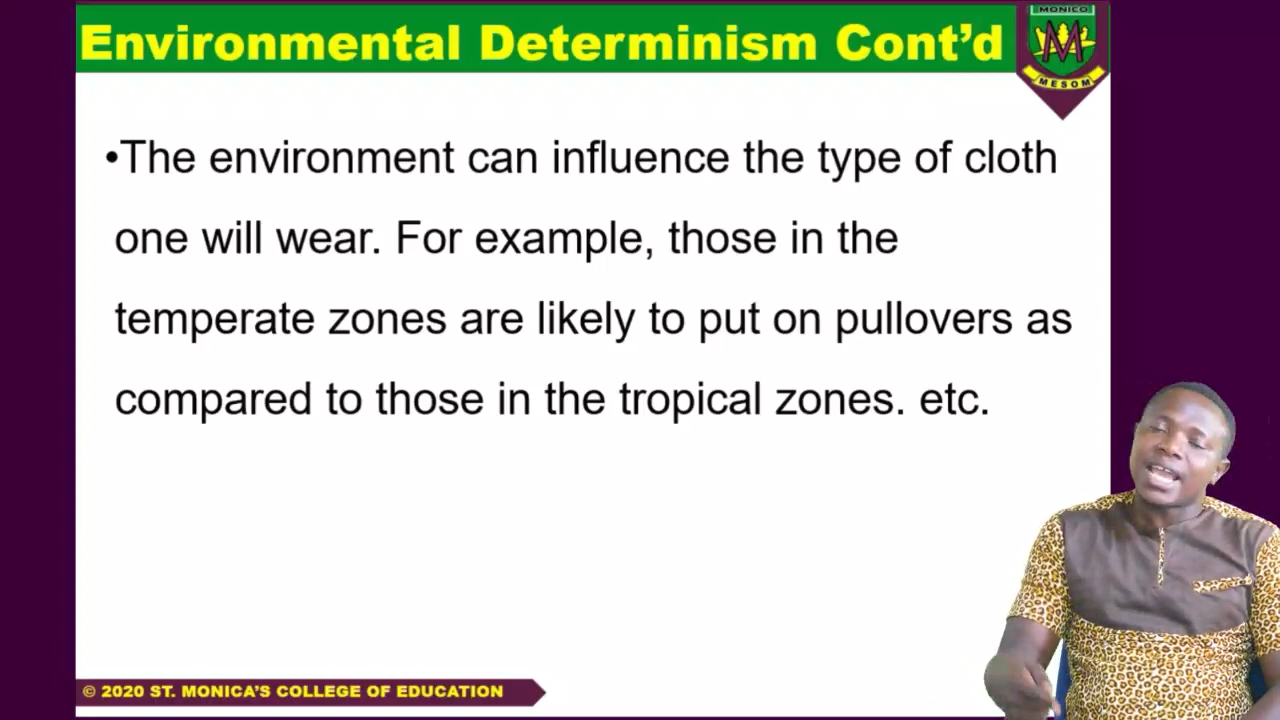 Environmental Determinism Cont’d
MONICO
M
MESOM
•The environment can influence the type of cloth
one will wear. For example, those in the
temperate zones are likely to put on pullovers as
compared to those in the tropical zones. etc.
© 2020 ST. MONICA’S COLLEGE OF EDUCATION